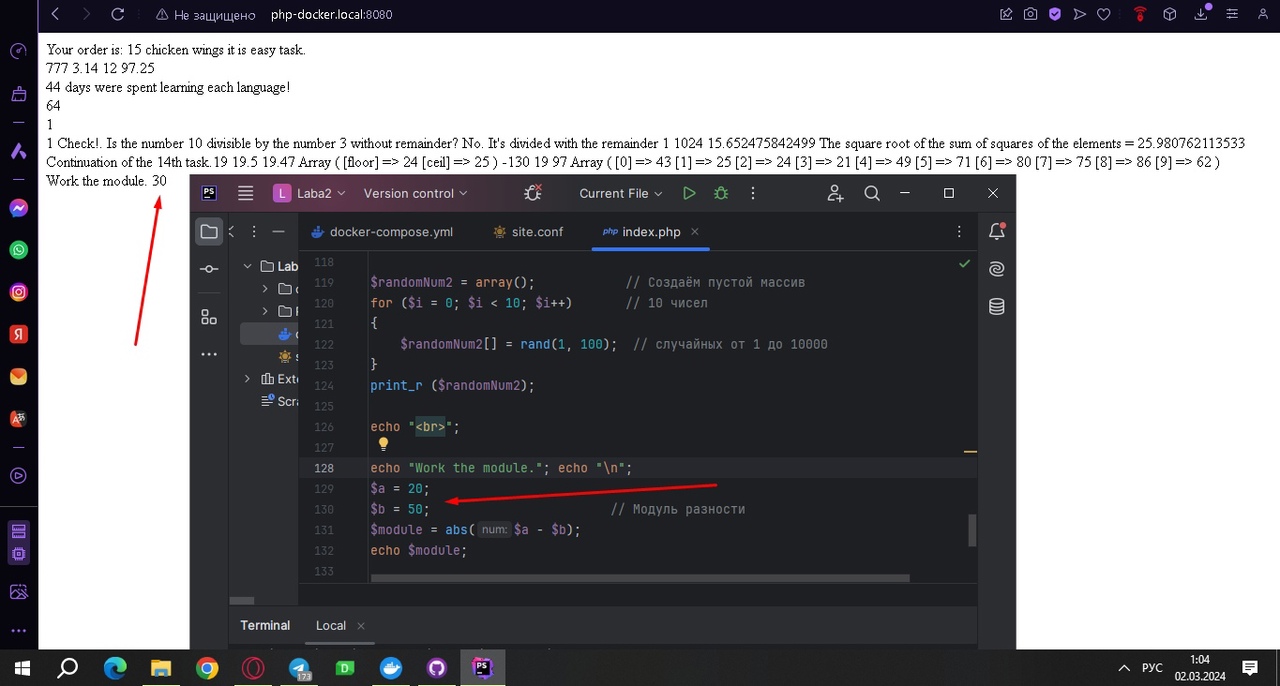 Не защищено php-docker.local:8080
Your order is: 15 chicken wings it is easy task.
777 3.14 12 97.25
44 days were spent learning each language!
64
1
1 Check!. Is the number 10 divisible by the number 3 without remainder? No. It's divided with the remainder 1 1024 15.652475842499 The square root of the sum of squares of the elements = 25.980762113533
Continuation of the 14th task.19 19.5 19.47 Array ( [floor] => 24 [ceil] => 25 ) -130 19 97 Array ( [0] => 43 [1] => 25 [2] => 24 [3] => 21 [4] => 49 [5] => 71 [6] => 80 [7] => 75 [8] => 86 [9] => 62 )
Work the module. 30
PS L Laba2 Version control Current File
docker-compose.yml site.conf php index.php
Lab
Exte
Scra
118
119 $randomNum2 = array(); // Создаём пустой массив
120 for ($i = 0; $i < 10; $i++) // 10 чисел
121 {
122 $randomNum2[] = rand(1, 100); // случайных от 1 до 10000
123 }
124 print_r ($randomNum2);
125
126 echo "<br>";
127
128 echo "Work the module."; echo "\n";
129 $a = 20;
130 $b = 50; // Модуль разности
131 $module = abs( num: $a - $b);
132 echo $module;
133
Terminal Local
173 D PS РУС 1:04
02.03.2024